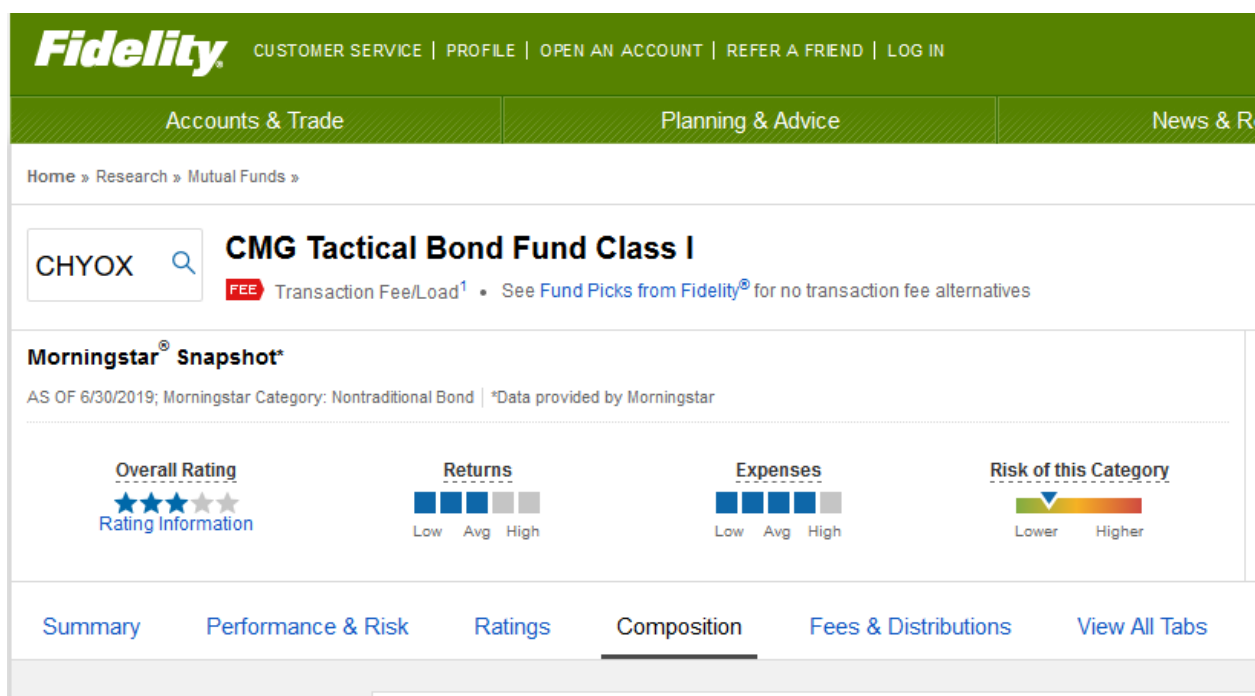 Fidelity® CUSTOMER SERVICE | PROFILE | OPEN AN ACCOUNT | REFER A FRIEND | LOG IN
Accounts & Trade Planning & Advice News & R
Home » Research » Mutual Funds »
CHYOX CMG Tactical Bond Fund Class I
FEE Transaction Fee/Load1 • See Fund Picks from Fidelity® for no transaction fee alternatives
Morningstar® Snapshot*
AS OF 6/30/2019; Morningstar Category: Nontraditional Bond | *Data provided by Morningstar
Overall Rating Returns Expenses Risk of this Category
Rating Information
Low Avg High Low Avg High Lower Higher
Summary Performance & Risk Ratings Composition Fees & Distributions View All Tabs